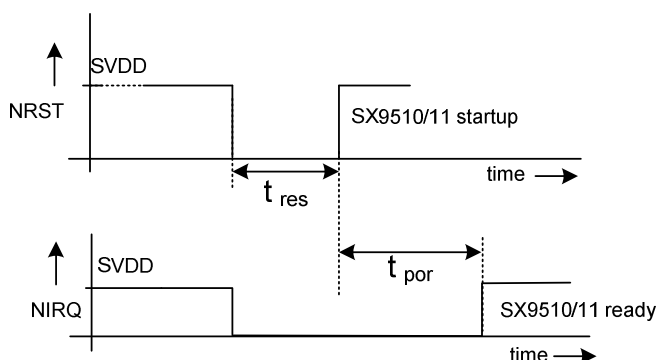 SVDD
NRST
SX9510/11 startup
time
t res
SVDD
t por
NIRQ
SX9510/11 ready
time